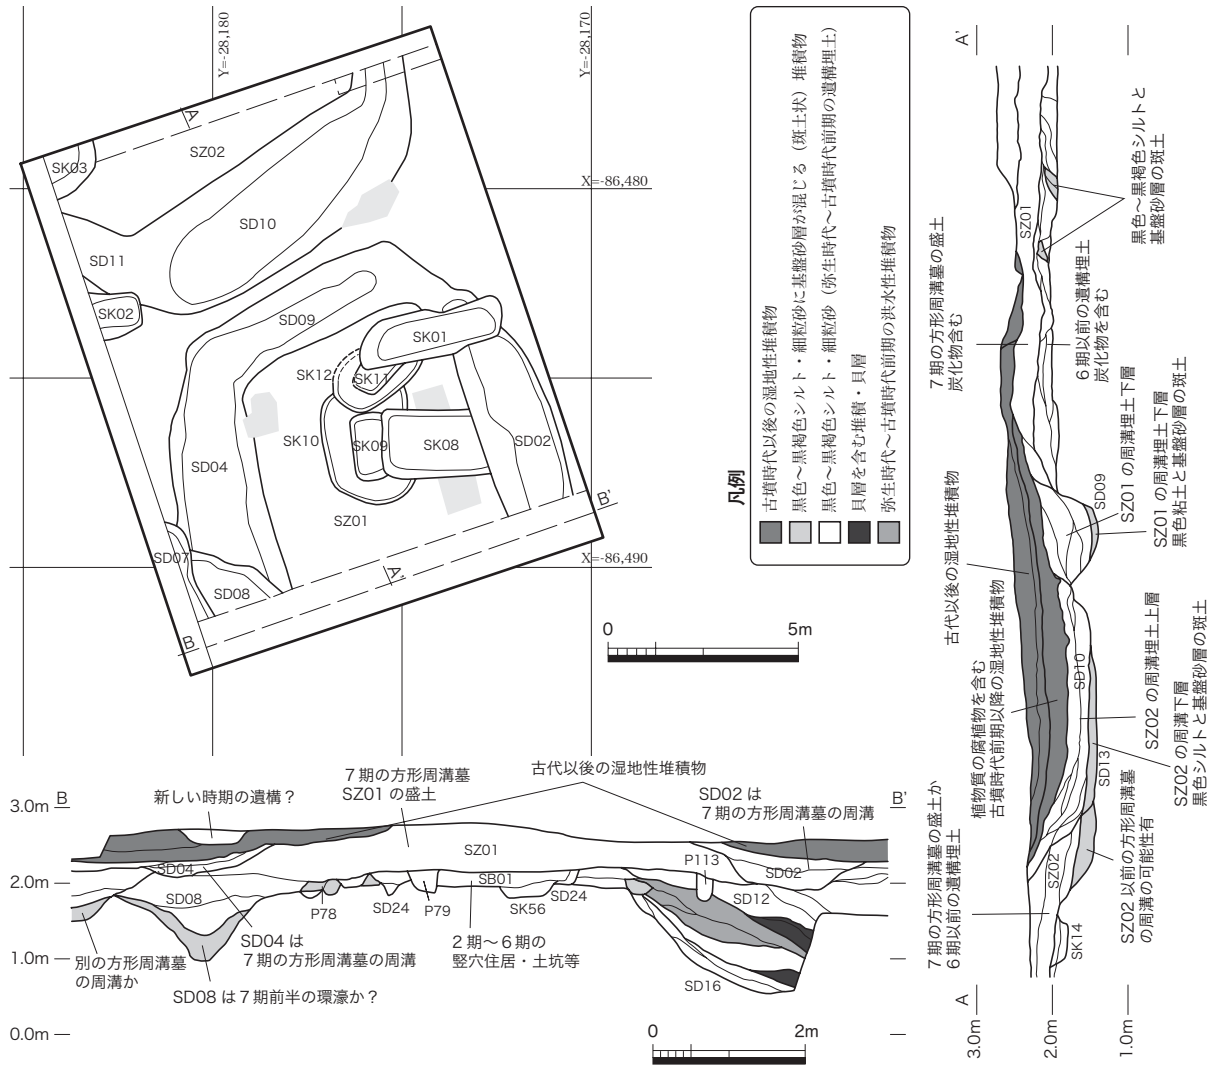 Y=-28,180
Y=-28,170
A
SK03
SZ02
X=-86,480
SD10
SD11
SK02
SD09
SK01
SK12
SK11
SK10
SK09
SK08
SD02
SD04
SZ01
B'
SD07
X=-86,490
A'
SD08
B
0
5m
凡例
古墳時代以後の湿地性堆積物
黒色～黒褐色シルト・細粒砂に基盤砂層が混じる（斑土状）堆積物
黒色～黒褐色シルト・細粒砂（弥生時代～古墳時代前期の遺構埋土）
貝層を含む堆積・貝層
弥生時代～古墳時代前期の洪水性堆積物
A'
黒色～黒褐色シルトと
基盤砂層の斑土
SZ01
7期の方形周溝墓の盛土
炭化物含む
6期以前の遺構埋土
炭化物を含む
SZ01の周溝埋土下層
SZ01の周溝埋土下層
黒色粘土と基盤砂層の斑土
SD09
古代以後の湿地性堆積物
植物質の腐植物を含む
古墳時代前期以降の湿地性堆積物
SD10
SZ02の周溝埋土上層
SZ02の周溝下層
黒色シルトと基盤砂層の斑土
SD13
7期の方形周溝墓の盛土か
6期以前の遺構埋土
SZ02
SZ02以前の方形周溝墓
の周溝の可能性有
SK14
A
3.0m
2.0m
1.0m
7期の方形周溝墓
SZ01の盛土
古代以後の湿地性堆積物
新しい時期の遺構？
SD02は
7期の方形周溝墓の周溝
3.0m
B
B'
SZ01
SD04
P113
SD02
2.0m
SB01
SD08
P78
SD24
P79
SK56
SD24
SD12
SD04は
7期の方形周溝墓の周溝
2期～6期の
竪穴住居・土坑等
1.0m
別の方形周溝墓
の周溝か
SD08は7期前半の環濠か？
SD16
0.0m
0
2m